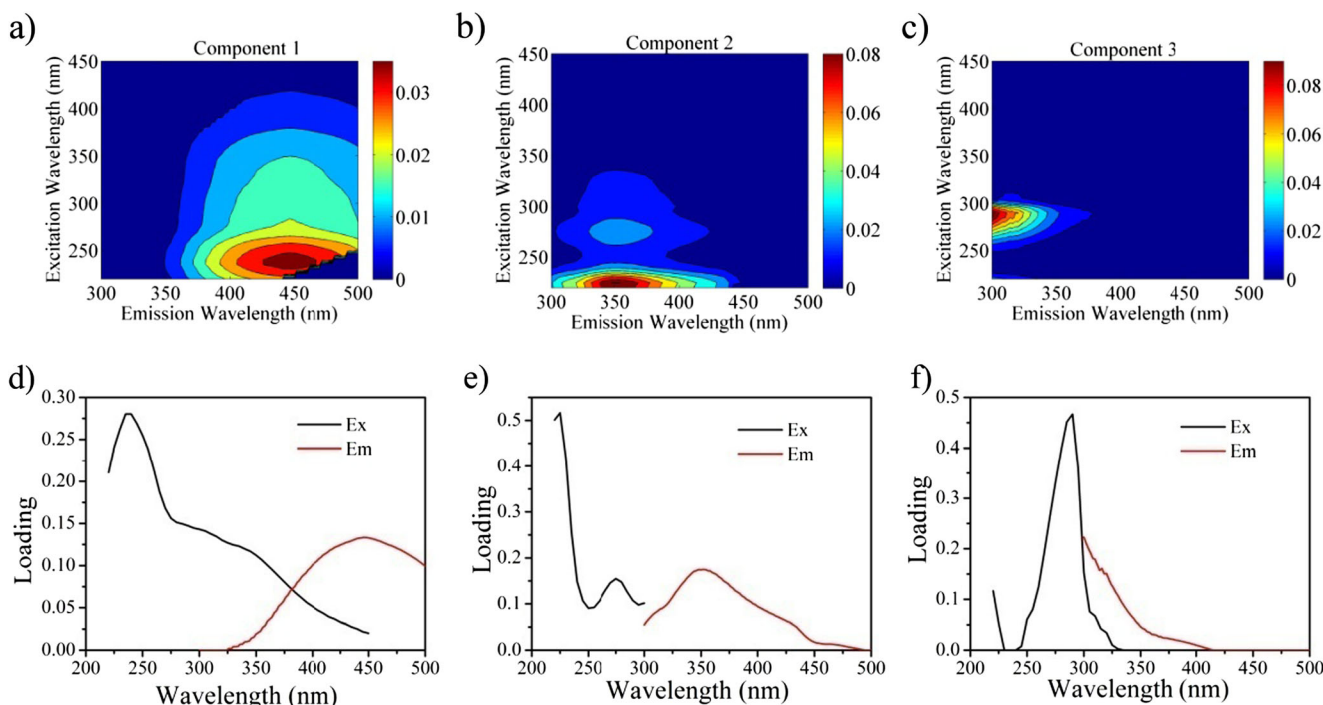 a)
Component 1
Excitation Wavelength (nm)
450
400
350
300
250
300 350 400 450 500
Emission Wavelength (nm)
0.03
0.02
0.01
0
b)
Component 2
Excitation Wavelength (nm)
450
400
350
300
250
300 350 400 450 500
Emission Wavelength (nm)
0.08
0.06
0.04
0.02
0
c)
Component 3
Excitation Wavelength (nm)
450
400
350
300
250
300 350 400 450 500
Emission Wavelength (nm)
0.08
0.06
0.04
0.02
0
d)
Loading
0.30
0.25
0.20
0.15
0.10
0.05
0.00
Ex
Em
200 250 300 350 400 450 500
Wavelength (nm)
e)
Loading
0.5
0.4
0.3
0.2
0.1
0.0
Ex
Em
200 250 300 350 400 450 500
Wavelength (nm)
f)
Loading
0.5
0.4
0.3
0.2
0.1
0.0
Ex
Em
200 250 300 350 400 450 500
Wavelength (nm)